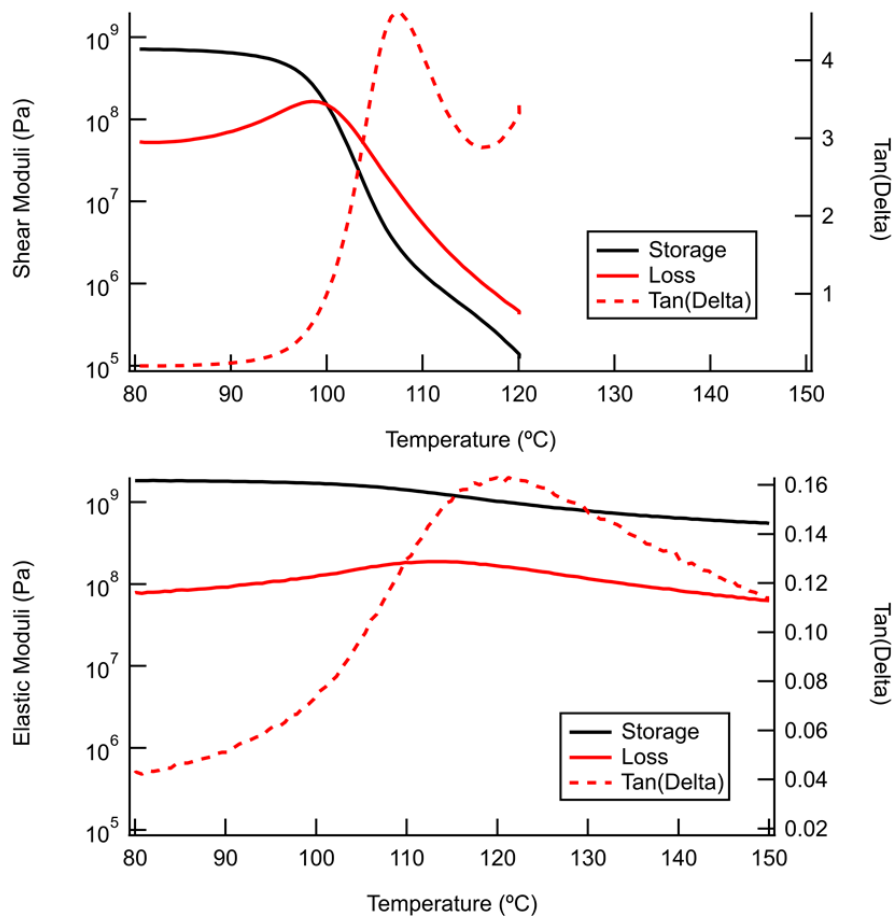 10⁹
10⁸
10⁷
10⁶
10⁵
Shear Moduli (Pa)
4
3
2
1
Tan(Delta)
Storage
Loss
Tan(Delta)
80 90 100 110 120 130 140 150
Temperature (ºC)
10⁹
10⁸
10⁷
10⁶
10⁵
Elastic Moduli (Pa)
0.16
0.14
0.12
0.10
0.08
0.06
0.04
0.02
Tan(Delta)
Storage
Loss
Tan(Delta)
80 90 100 110 120 130 140 150
Temperature (ºC)